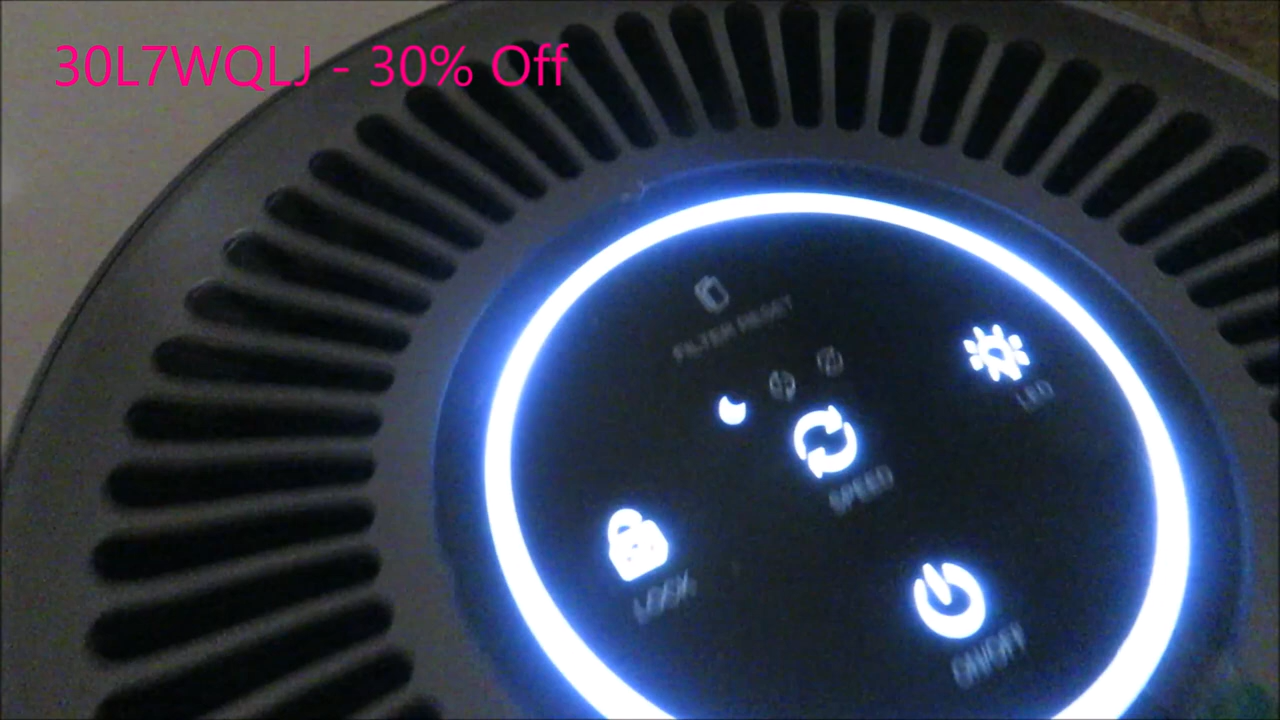 30L7WQLJ - 30% Off
FILTER RESET
LED
SPEED
LOCK
ON/OFF